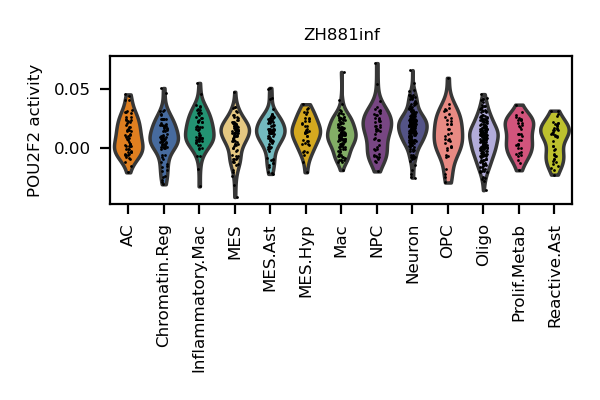 ZH881inf
POU2F2 activity
0.05
0.00
AC
Chromatin.Reg
Inflammatory.Mac
MES
MES.Ast
MES.Hyp
Mac
NPC
Neuron
OPC
Oligo
Prolif.Metab
Reactive.Ast